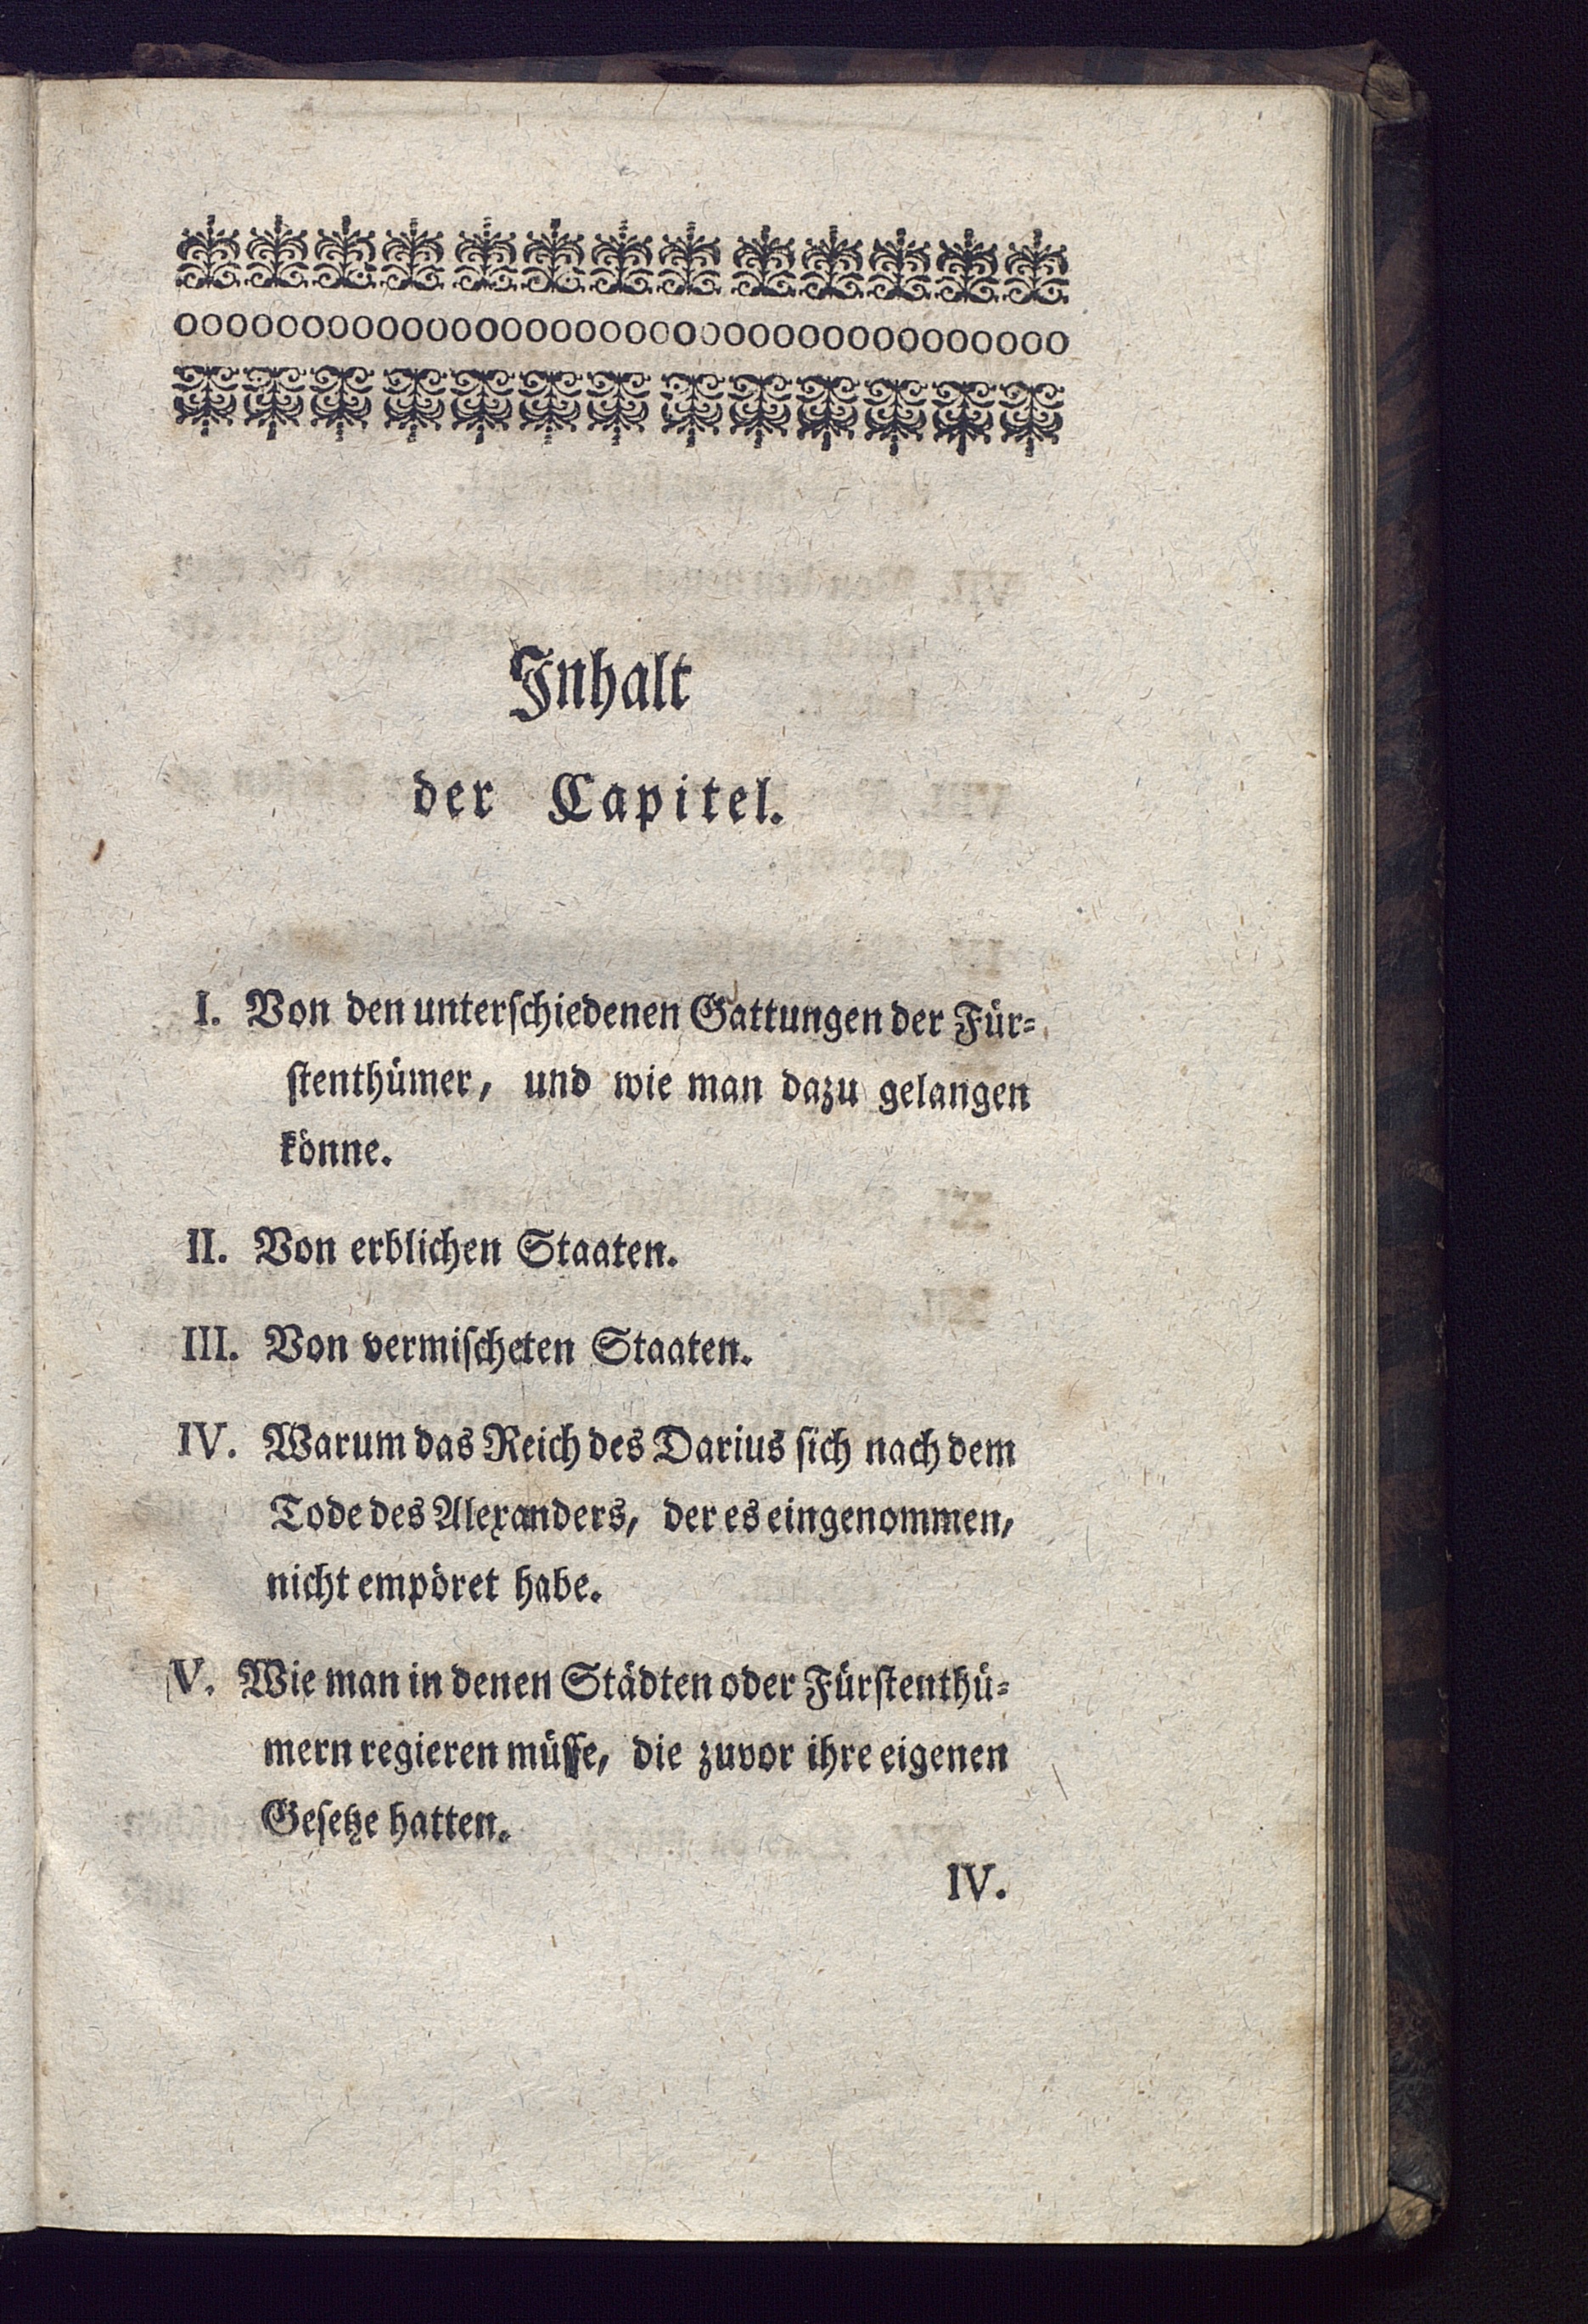 Inhalt
der Capitel.
I. Von den unterschiedenen Gattungen der Für=
stenthümer, und wie man dazu gelangen
könne.
II. Von erblichen Staaten.
III. Von vermischeten Staaten.
IV. Warum das Reich des Darius sich nach dem
Tode des Alexanders, der es eingenommen,
nicht empöret habe.
V. Wie man in denen Städten oder Fürstenthü=
mern regieren müsse, die zuvor ihre eigenen
Gesetze hatten.
IV.